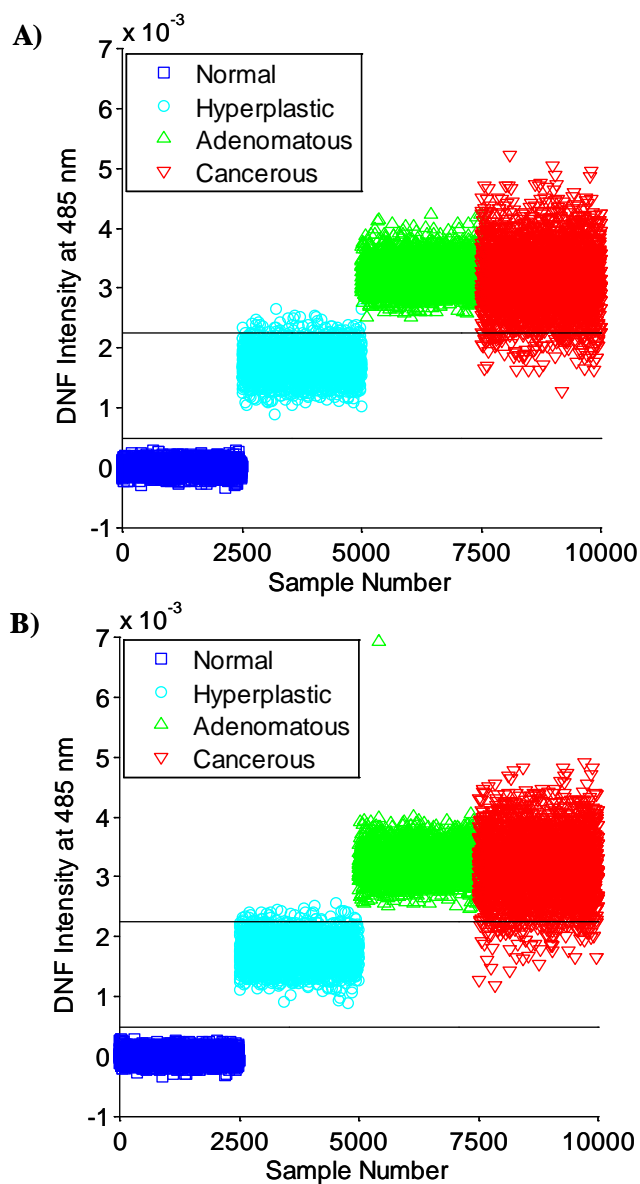 A)
x 10-3
7
6
5
4
3
2
1
0
-1
DNF Intensity at 485 nm
Normal
Hyperplastic
Adenomatous
Cancerous
0 2500 5000 7500 10000
Sample Number
B)
x 10-3
7
6
5
4
3
2
1
0
-1
DNF Intensity at 485 nm
Normal
Hyperplastic
Adenomatous
Cancerous
0 2500 5000 7500 10000
Sample Number